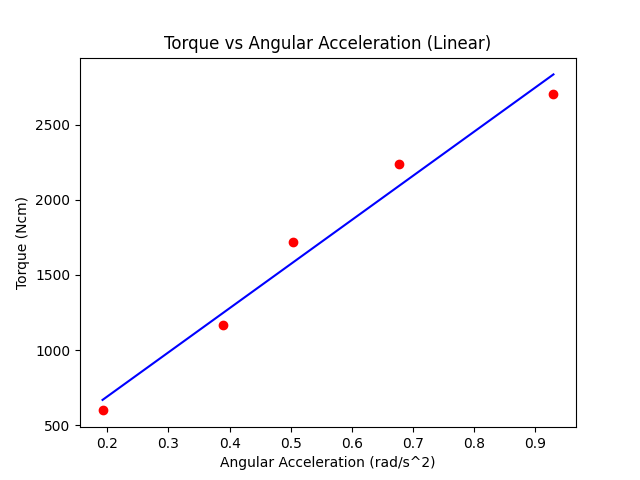 Torque vs Angular Acceleration (Linear)
Torque (Ncm)
2500
2000
1500
1000
500
0.2 0.3 0.4 0.5 0.6 0.7 0.8 0.9
Angular Acceleration (rad/s^2)